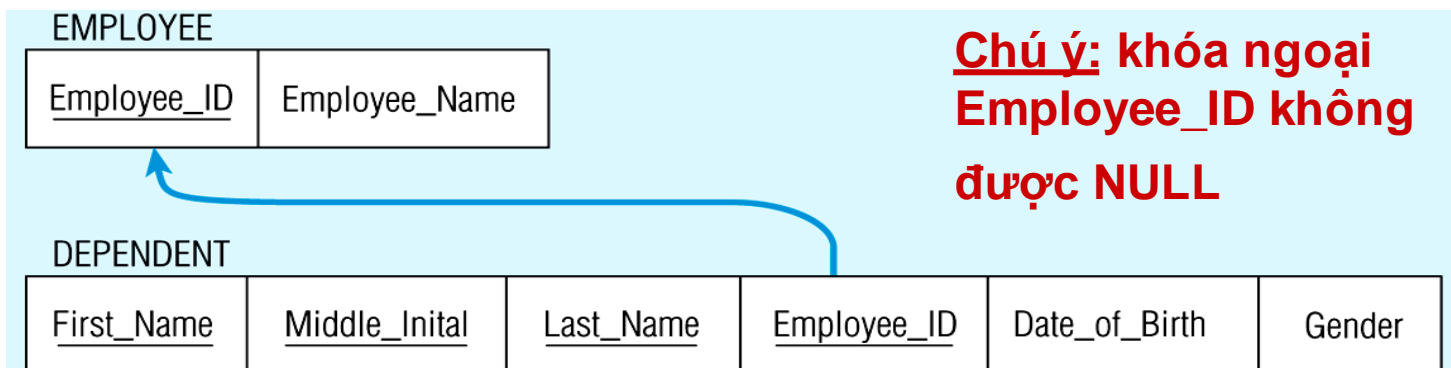 EMPLOYEE
Employee_ID Employee_Name
Chú ý: khóa ngoại
Employee_ID không
được NULL
DEPENDENT
First_Name Middle_Inital Last_Name Employee_ID Date_of_Birth Gender